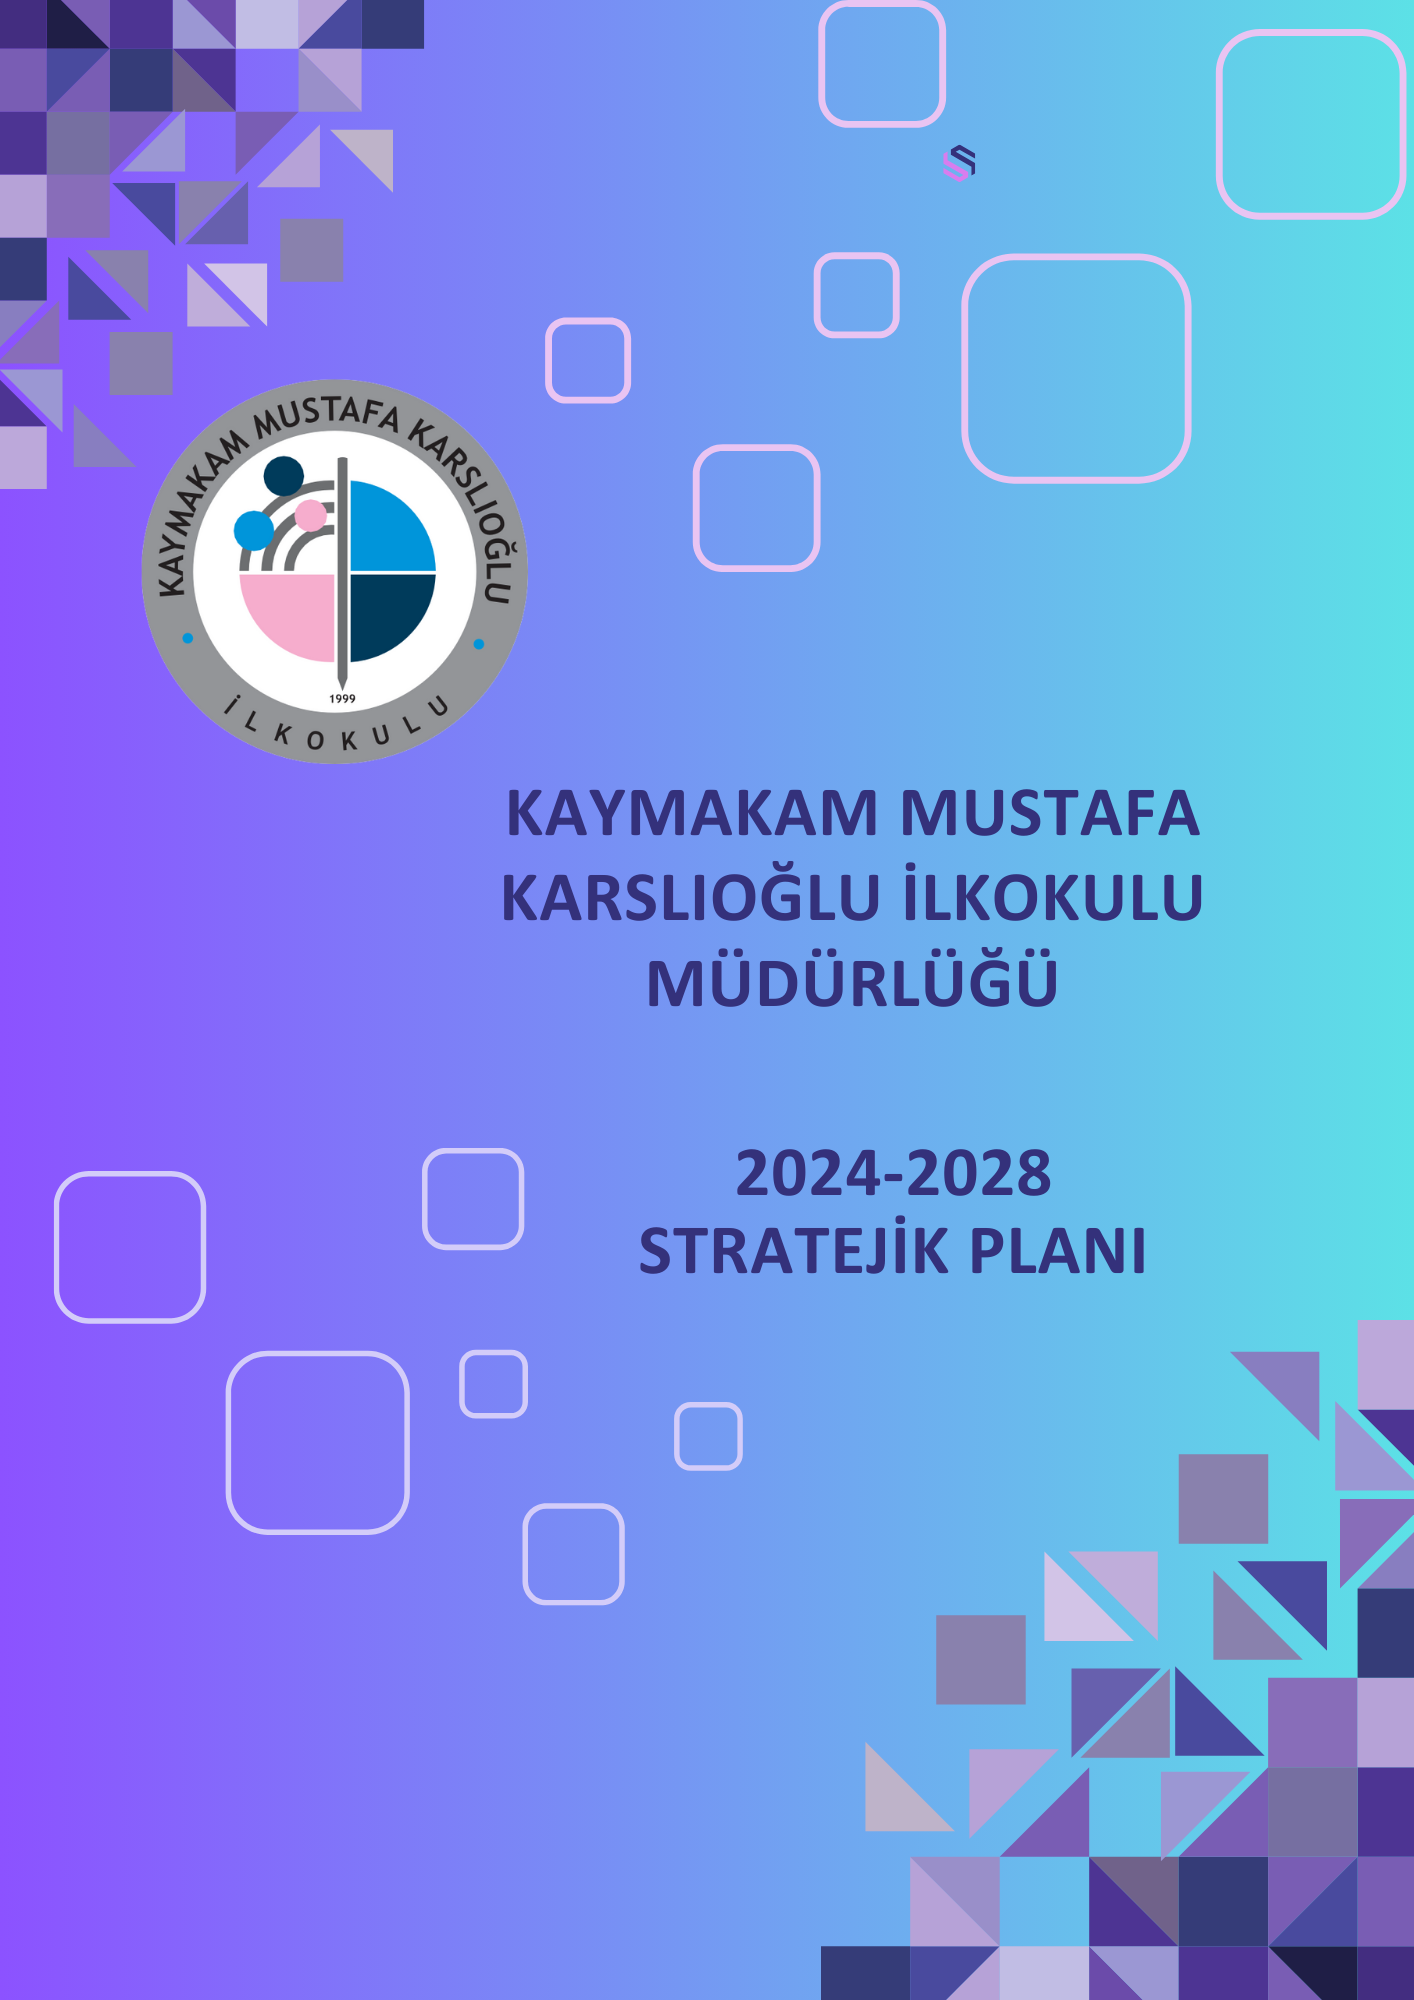 KAYMAKAM MUSTAFA KARSLIOĞLU
1999
İLKOKULU
KAYMAKAM MUSTAFA
KARSLIOĞLU İLKOKULU
MÜDÜRLÜĞÜ
2024-2028
STRATEJİK PLANI